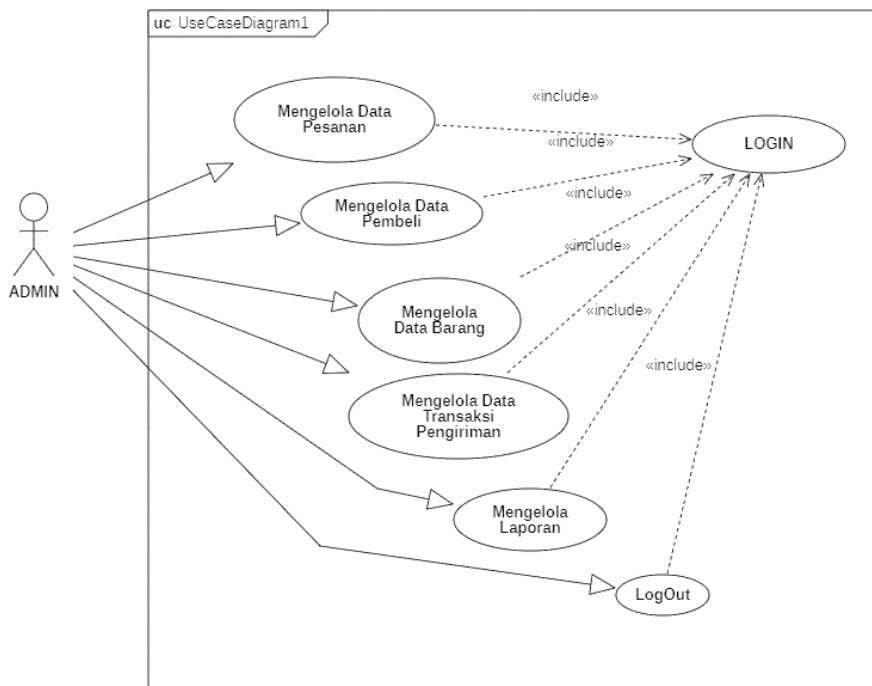 uc UseCaseDiagram1
Mengelola Data
Pesanan
«include»
LOGIN
«include»
Mengelola Data
Pembeli
«include»
ADMIN
«include»
Mengelola
Data Barang
«include»
«include»
Mengelola Data
Transaksi
Pengiriman
Mengelola
Laporan
LogOut